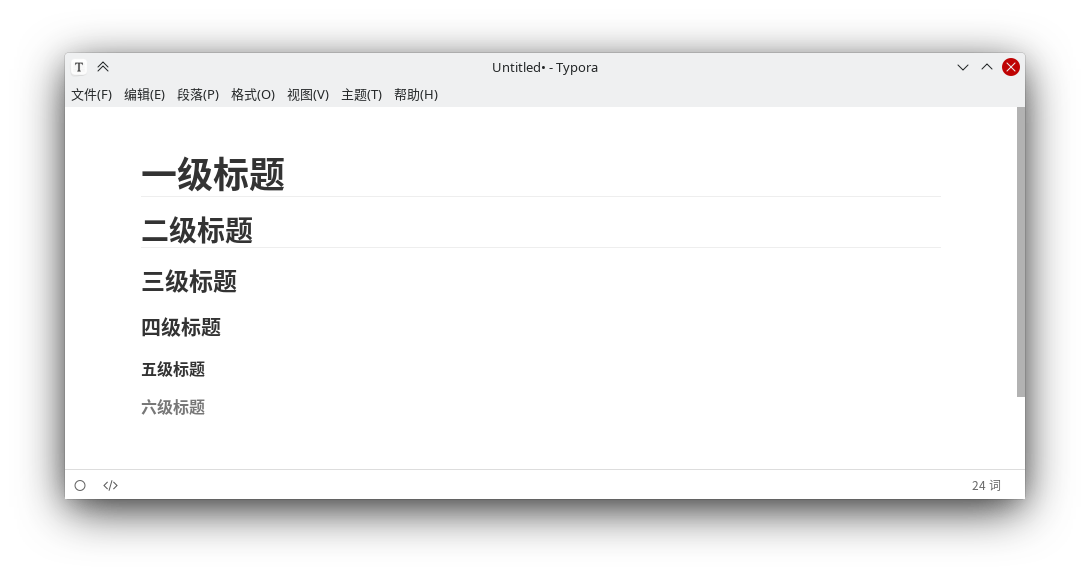 T
Untitled• - Typora
文件(F) 编辑(E) 段落(P) 格式(O) 视图(V) 主题(T) 帮助(H)
一级标题
二级标题
三级标题
四级标题
五级标题
六级标题
</> 24 词